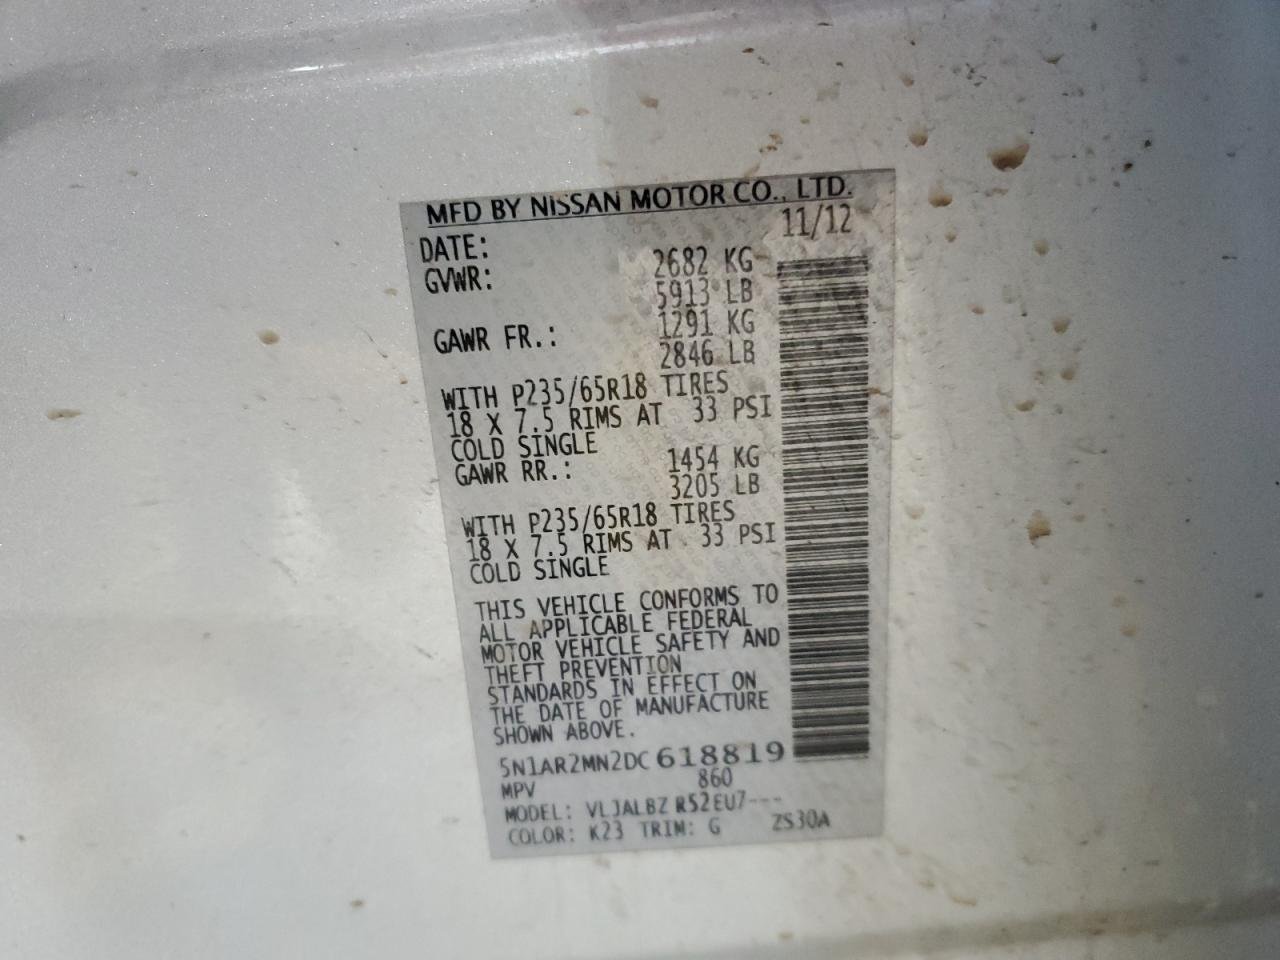 MFD BY NISSAN MOTOR CO., LTD.
DATE: 11/12
GVWR: 2682 KG
5913 LB
GAWR FR.: 1291 KG
2846 LB
WITH P235/65R18 TIRES
18 X 7.5 RIMS AT 33 PSI
COLD SINGLE
GAWR RR.: 1454 KG
3205 LB
WITH P235/65R18 TIRES
18 X 7.5 RIMS AT 33 PSI
COLD SINGLE
THIS VEHICLE CONFORMS TO
ALL APPLICABLE FEDERAL
MOTOR VEHICLE SAFETY AND
THEFT PREVENTION
STANDARDS IN EFFECT ON
THE DATE OF MANUFACTURE
SHOWN ABOVE.
5N1AR2MN2DC618819
MPV 860
MODEL: VLJALBZ R52EU7---
COLOR: K23 TRIM: G ZS30A